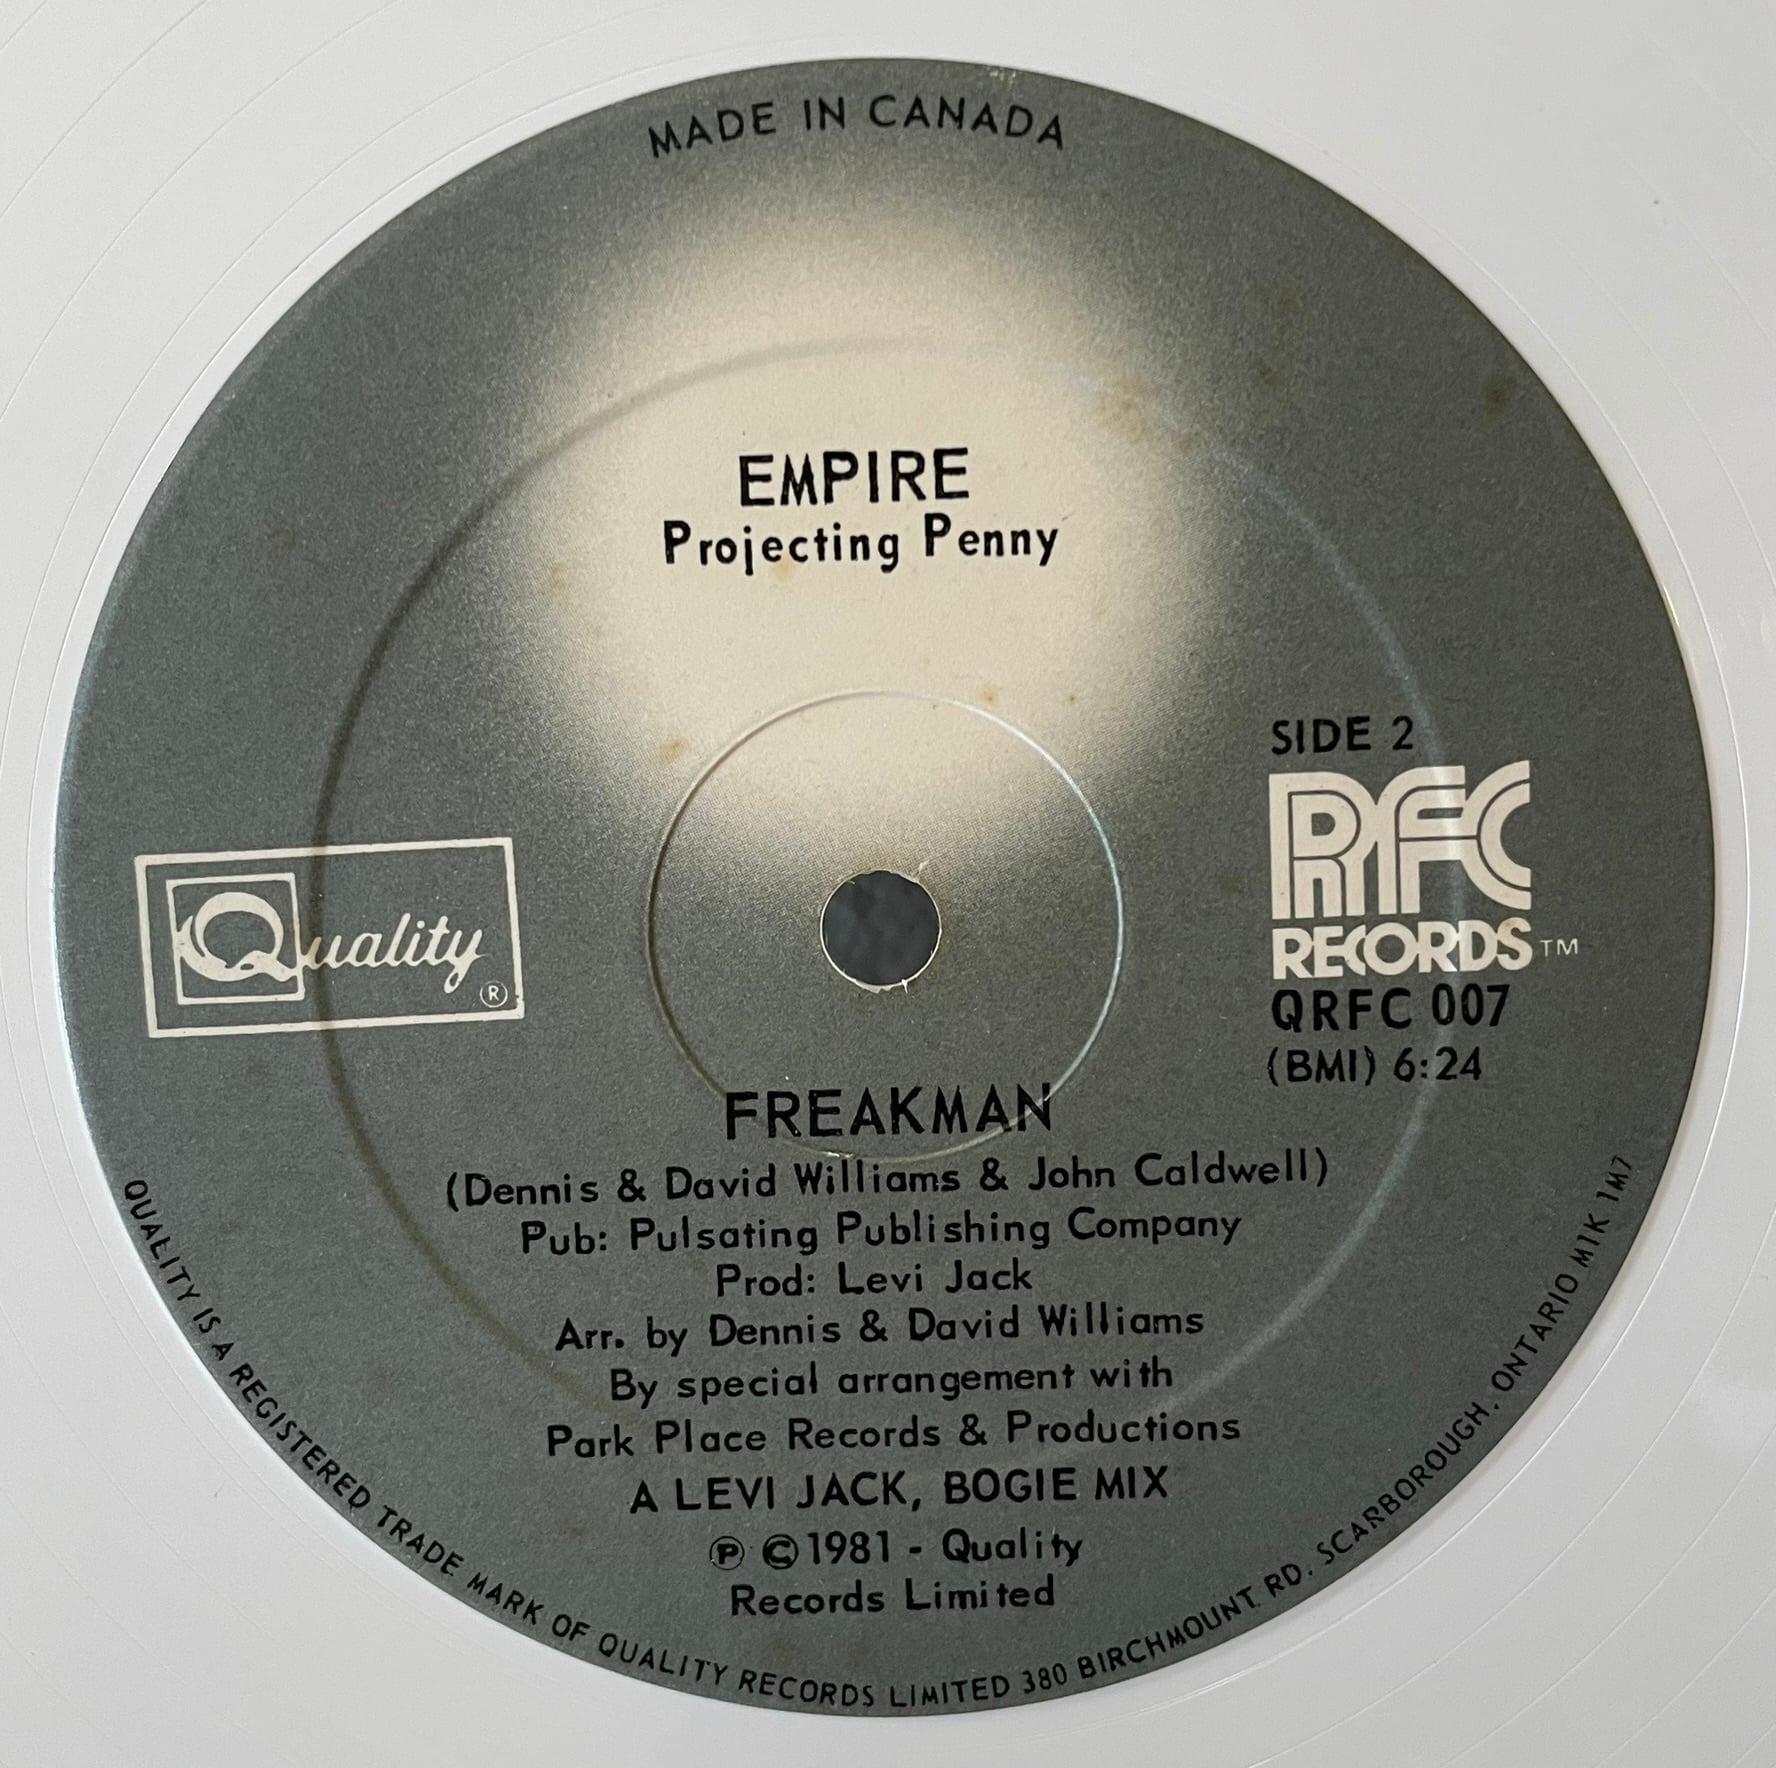 MADE IN CANADA
EMPIRE
Projecting Penny
SIDE 2
RFC
RECORDS™
QRFC 007
(BMI) 6:24
Quality®
FREAKMAN
(Dennis & David Williams & John Caldwell)
Pub: Pulsating Publishing Company
Prod: Levi Jack
Arr. by Dennis & David Williams
By special arrangement with
Park Place Records & Productions
A LEVI JACK, BOGIE MIX
℗ © 1981 - Quality
Records Limited
QUALITY IS A REGISTERED TRADE MARK OF QUALITY RECORDS LIMITED 380 BIRCHMOUNT RD. SCARBOROUGH, ONTARIO M1K 1M7